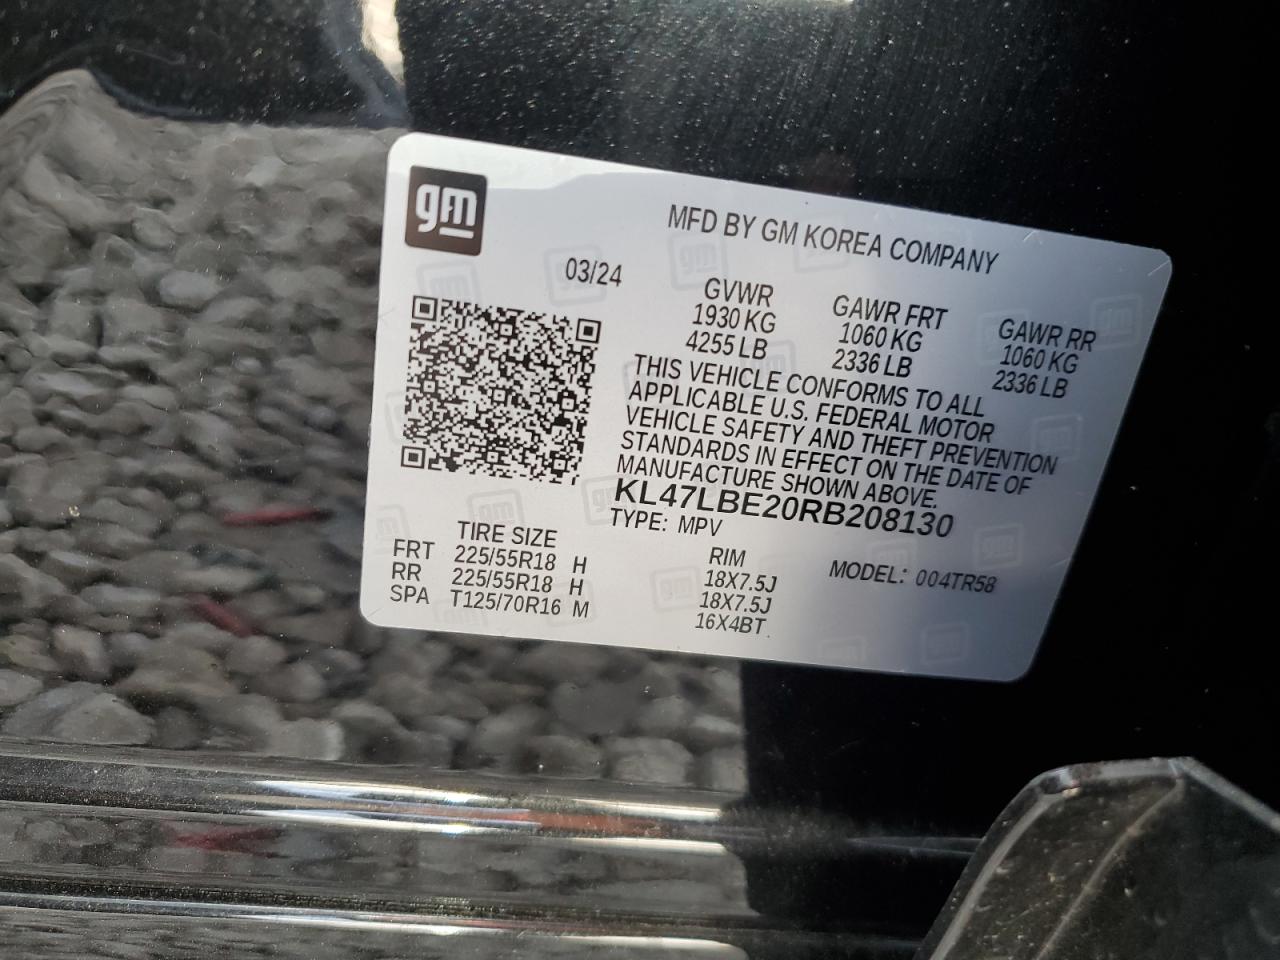 gm
MFD BY GM KOREA COMPANY
03/24
GVWR GAWR FRT GAWR RR
1930 KG 1060 KG 1060 KG
4255 LB 2336 LB 2336 LB
THIS VEHICLE CONFORMS TO ALL
APPLICABLE U.S. FEDERAL MOTOR
VEHICLE SAFETY AND THEFT PREVENTION
STANDARDS IN EFFECT ON THE DATE OF
MANUFACTURE SHOWN ABOVE.
KL47LBE20RB208130
TYPE: MPV
MODEL: 004TR58
TIRE SIZE RIM
FRT 225/55R18 H 18X7.5J
RR 225/55R18 H 18X7.5J
SPA T125/70R16 M 16X4BT